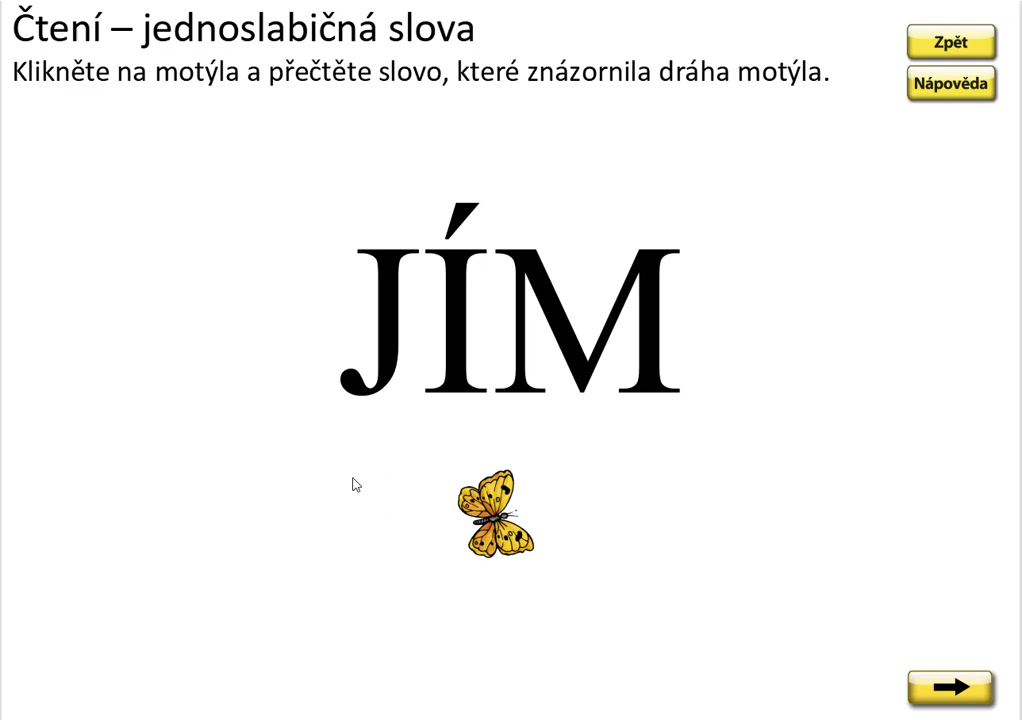 Čtení – jednoslabičná slova
Klikněte na motýla a přečtěte slovo, které znázornila dráha motýla.
Zpět
Nápověda
JÍM